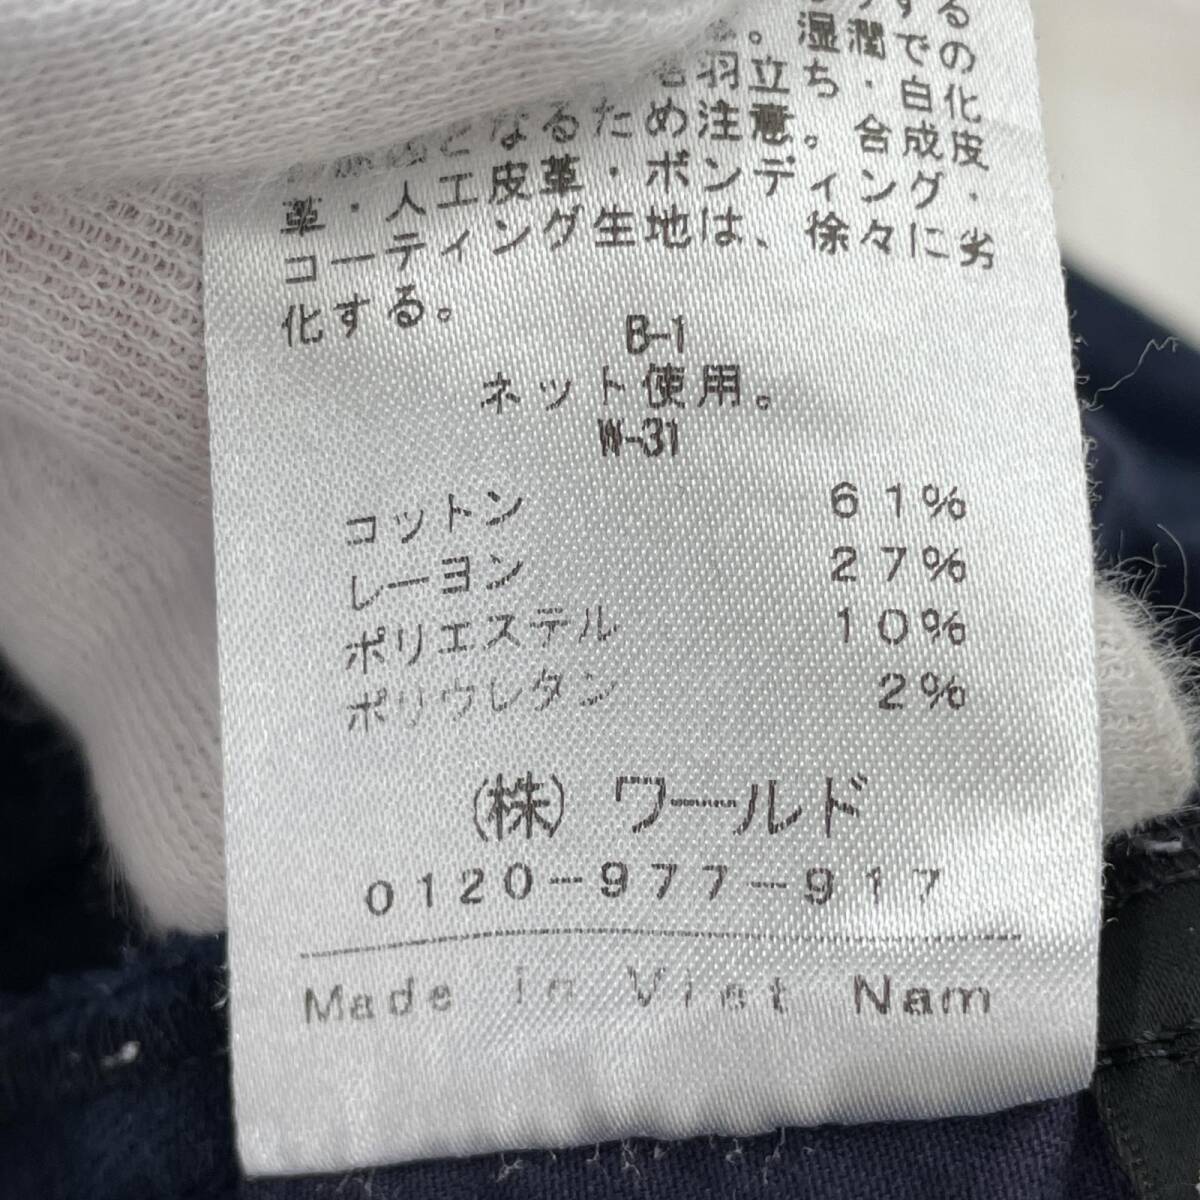 る
すの
。湿潤で化
羽立ち・白皮
となるため注意。合成
革・人工皮革・ボンディング・
コーティング生地は、徐々に劣
化する。
B-1
ネット使用。
W-31
コットン 61%
レーヨン 27%
ポリエステル 10%
ポリウレタン 2%
(株) ワールド
0120-977-917
Made in Viet Nam